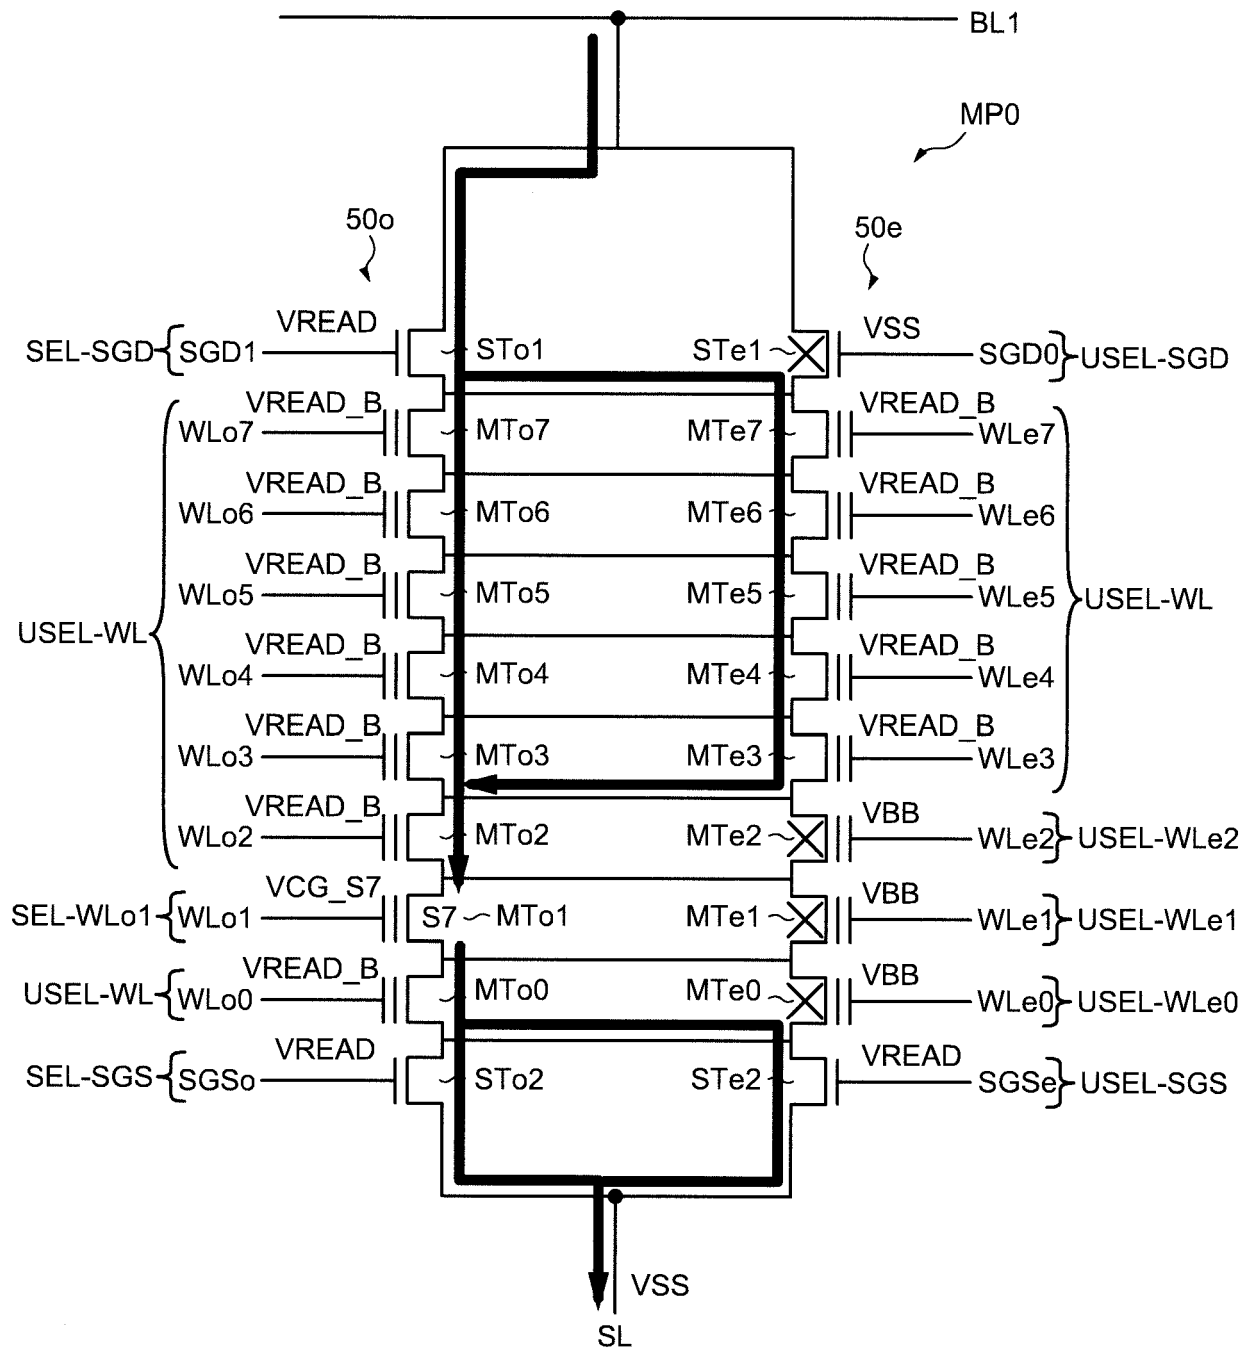 BL1
MP0
50o
50e
VREAD
VSS
SEL-SGD
SGD1
STo1
STe1
SGD0
USEL-SGD
VREAD_B
VREAD_B
WLo7
MTo7
MTe7
WLe7
VREAD_B
VREAD_B
WLo6
MTo6
MTe6
WLe6
VREAD_B
VREAD_B
WLo5
MTo5
MTe5
WLe5
USEL-WL
USEL-WL
VREAD_B
VREAD_B
WLo4
MTo4
MTe4
WLe4
VREAD_B
VREAD_B
WLo3
MTo3
MTe3
WLe3
VREAD_B
VBB
WLo2
MTo2
MTe2
WLe2
USEL-WLe2
VCG_S7
VBB
SEL-WLo1
WLo1
S7
MTo1
MTe1
WLe1
USEL-WLe1
VREAD_B
VBB
USEL-WL
WLo0
MTo0
MTe0
WLe0
USEL-WLe0
VREAD
VREAD
SEL-SGS
SGSo
STo2
STe2
SGSe
USEL-SGS
VSS
SL